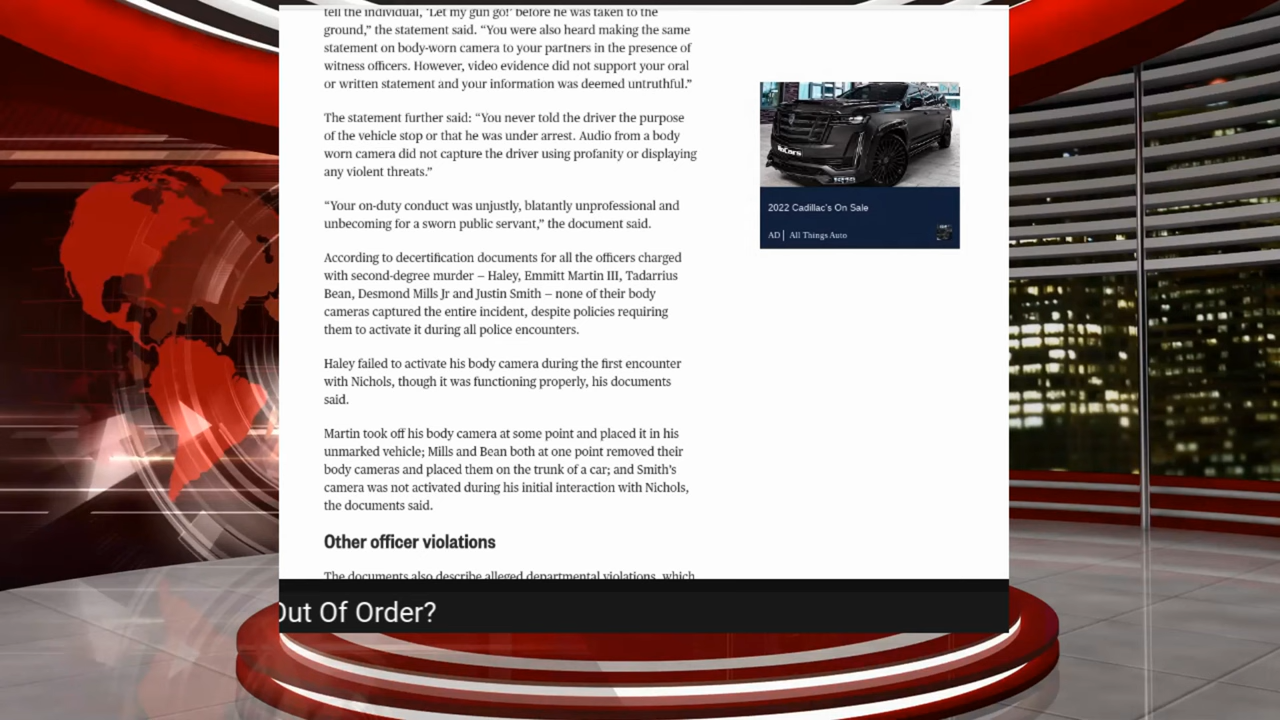 tell the individual, 'Let my gun go!' before he was taken to the
ground,” the statement said. “You were also heard making the same
statement on body-worn camera to your partners in the presence of
witness officers. However, video evidence did not support your oral
or written statement and your information was deemed untruthful.”
The statement further said: “You never told the driver the purpose
of the vehicle stop or that he was under arrest. Audio from a body
worn camera did not capture the driver using profanity or displaying
any violent threats.”
“Your on-duty conduct was unjustly, blatantly unprofessional and
unbecoming for a sworn public servant,” the document said.
According to decertification documents for all the officers charged
with second-degree murder – Haley, Emmitt Martin III, Tadarrius
Bean, Desmond Mills Jr and Justin Smith – none of their body
cameras captured the entire incident, despite policies requiring
them to activate it during all police encounters.
Haley failed to activate his body camera during the first encounter
with Nichols, though it was functioning properly, his documents
said.
Martin took off his body camera at some point and placed it in his
unmarked vehicle; Mills and Bean both at one point removed their
body cameras and placed them on the trunk of a car; and Smith's
camera was not activated during his initial interaction with Nichols,
the documents said.
Other officer violations
The documents also describe alleged departmental violations, which
2022 Cadillac's On Sale
AD | All Things Auto
Out Of Order?